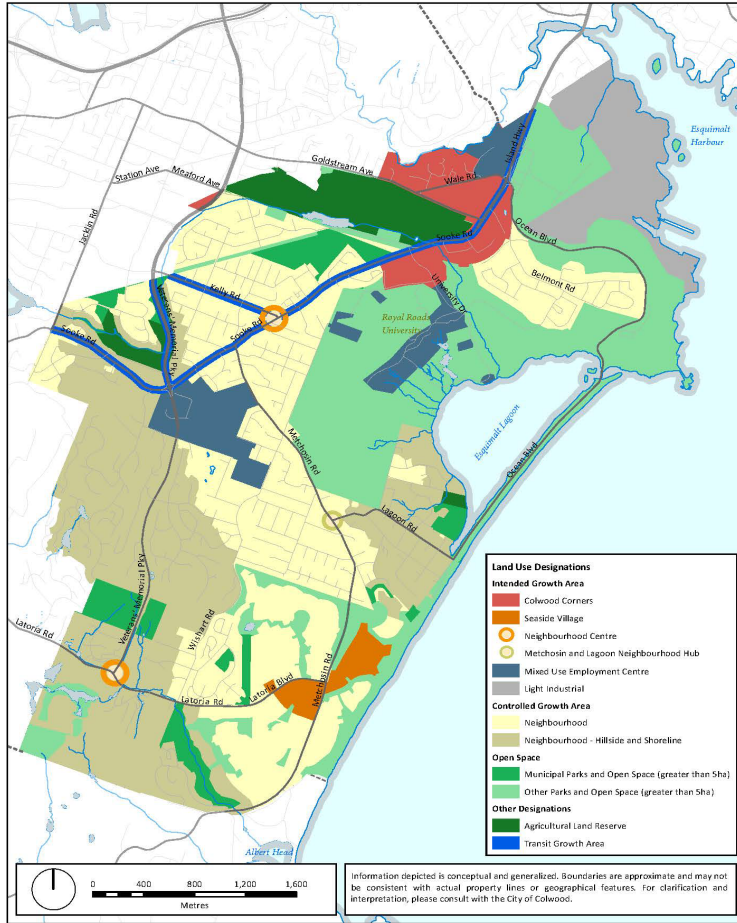 Esquimalt
Harbour
Island Hwy
Goldstream Ave
Wale Rd
Station Ave
Meaford Ave
Jacklin Rd
Ocean Blvd
Sooke Rd
Belmont Rd
University Dr
Kelly Rd
Royal Roads
University
Sooke Rd
Veterans' Memorial Pky
Sooke Rd
Esquimalt Lagoon
Metchosin Rd
Ocean Blvd
Lagoon Rd
Veterans' Memorial Pky
Wishart Rd
Latoria Rd
Latoria Blvd
Metchosin Rd
Latoria Rd
Albert Head
Land Use Designations
Intended Growth Area
Colwood Corners
Seaside Village
Neighbourhood Centre
Metchosin and Lagoon Neighbourhood Hub
Mixed Use Employment Centre
Light Industrial
Controlled Growth Area
Neighbourhood
Neighbourhood - Hillside and Shoreline
Open Space
Municipal Parks and Open Space (greater than 5ha)
Other Parks and Open Space (greater than 5ha)
Other Designations
Agricultural Land Reserve
Transit Growth Area
0 400 800 1,200 1,600
Metres
Information depicted is conceptual and generalized. Boundaries are approximate and may not
be consistent with actual property lines or geographical features. For clarification and
interpretation, please consult with the City of Colwood.